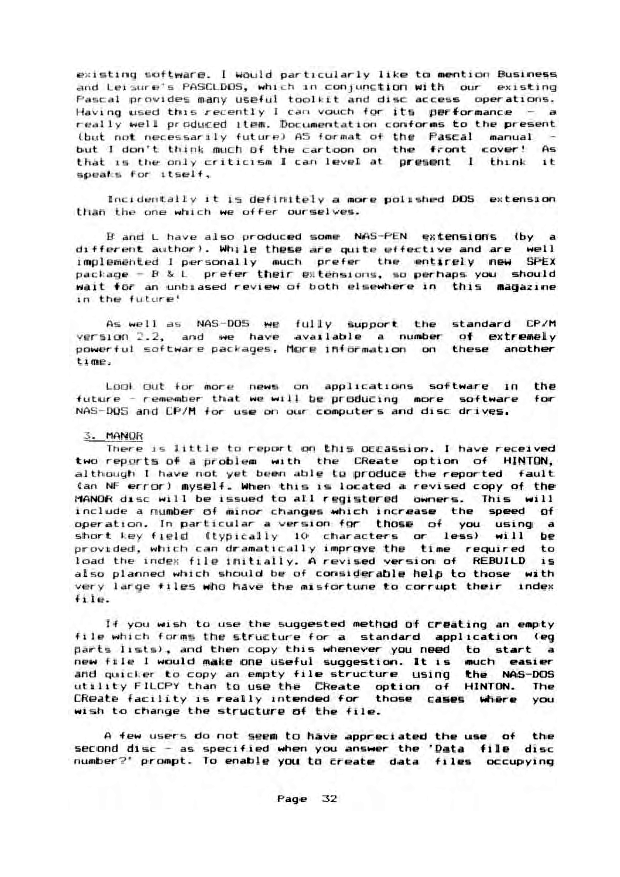 existing software. I would particularly like to mention Business
and Leisure's PASCLDOS, which in conjunction with our existing
Pascal provides many useful toolkit and disc access operations.
Having used this recently I can vouch for its performance - a
really well produced item. Documentation conforms to the present
(but not necessarily future) A5 format of the Pascal manual -
but I don't think much of the cartoon on the front cover! As
that is the only criticism I can level at present I think it
speaks for itself.
Incidentally it is definitely a more polished DOS extension
than the one which we offer ourselves.
B and L have also produced some NAS-PEN extensions (by a
different author). While these are quite effective and are well
implemented I personally much prefer the entirely new SPEX
package - B & L prefer their extensions, so perhaps you should
wait for an unbiased review of both elsewhere in this magazine
in the future!
As well as NAS-DOS we fully support the standard CP/M
version 2.2, and we have available a number of extremely
powerful software packages. More information on these another
time.
Look out for more news on applications software in the
future - remember that we will be producing more software for
NAS-DOS and CP/M for use on our computers and disc drives.
3. MANOR
There is little to report on this occassion. I have received
two reports of a problem with the CReate option of HINTON,
although I have not yet been able to produce the reported fault
(an NF error) myself. When this is located a revised copy of the
MANOR disc will be issued to all registered owners. This will
include a number of minor changes which increase the speed of
operation. In particular a version for those of you using a
short key field (typically 10 characters or less) will be
provided, which can dramatically improve the time required to
load the index file initially. A revised version of REBUILD is
also planned which should be of considerable help to those with
very large files who have the misfortune to corrupt their index
file.
If you wish to use the suggested method of creating an empty
file which forms the structure for a standard application (eg
parts lists), and then copy this whenever you need to start a
new file I would make one useful suggestion. It is much easier
and quicker to copy an empty file structure using the NAS-DOS
utility FILCPY than to use the CReate option of HINTON. The
CReate facility is really intended for those cases where you
wish to change the structure of the file.
A few users do not seem to have appreciated the use of the
second disc - as specified when you answer the 'Data file disc
number?' prompt. To enable you to create data files occupying
Page 32